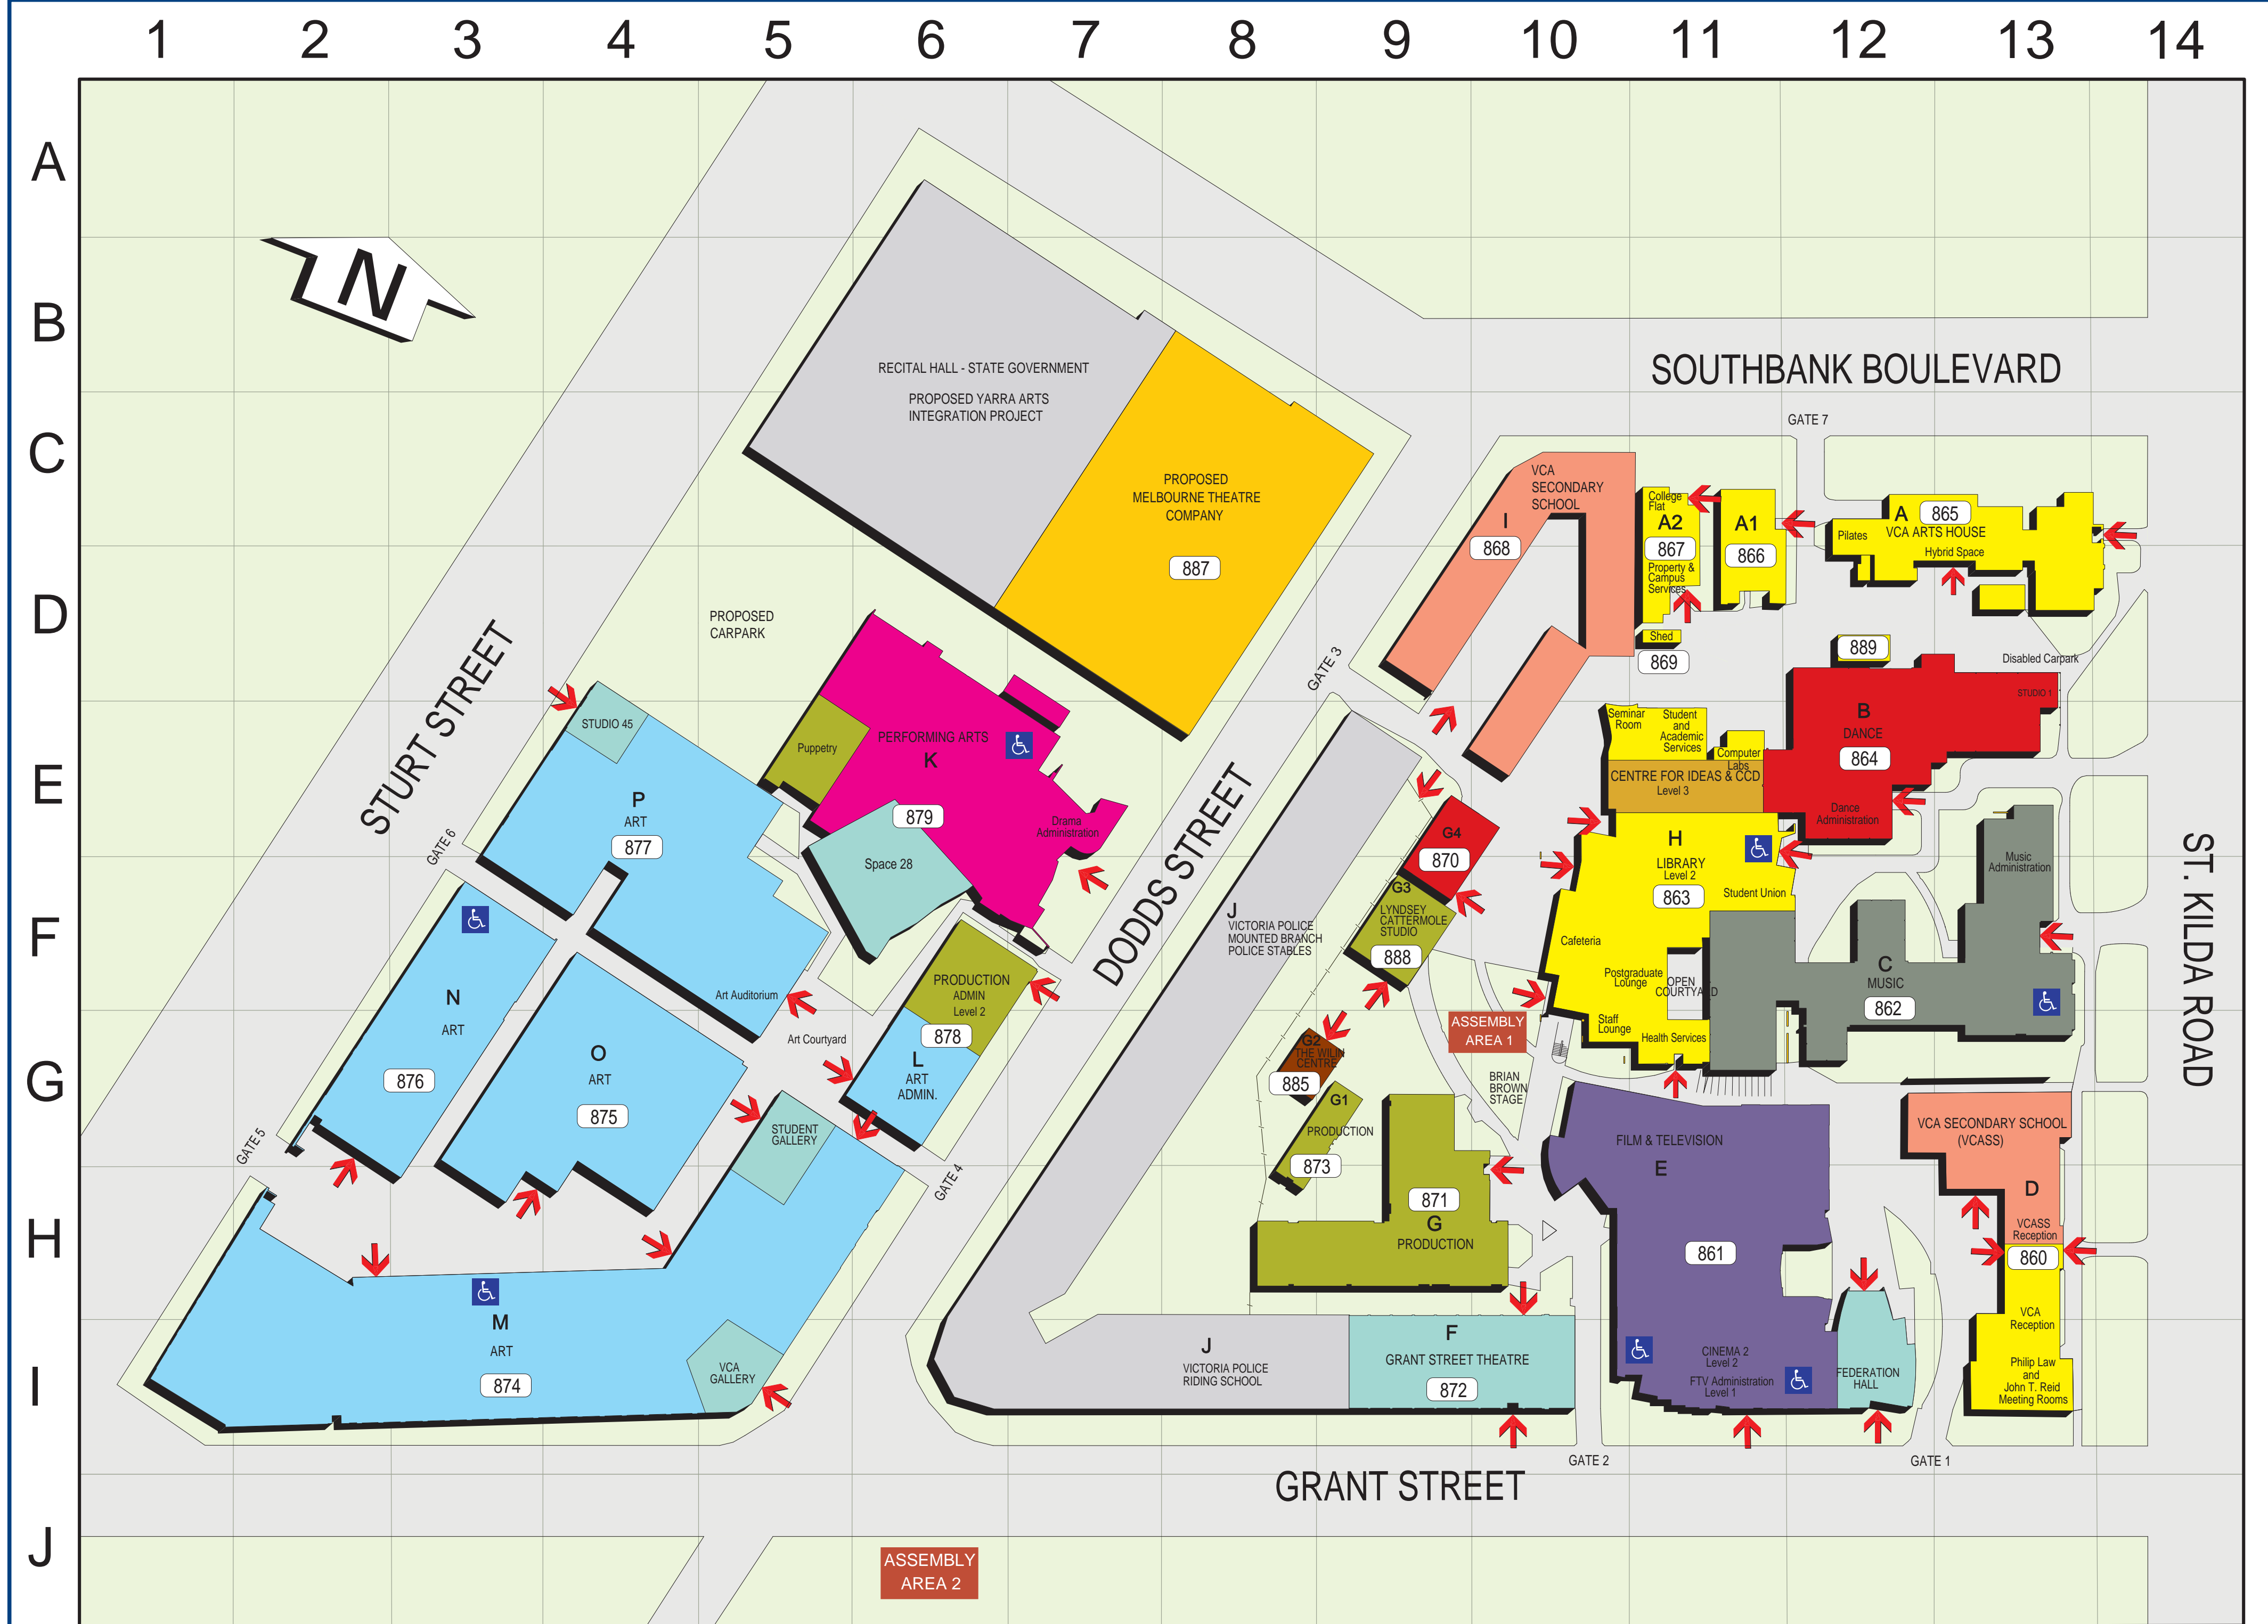 1 2 3 4 5 6 7 8 9 10 11 12 13 14
A
B
C
D
E
F
G
H
I
J
N
RECITAL HALL - STATE GOVERNMENT
PROPOSED YARRA ARTS
INTEGRATION PROJECT
PROPOSED
MELBOURNE THEATRE
COMPANY
887
SOUTHBANK BOULEVARD
GATE 7
VCA
SECONDARY
SCHOOL
I
868
College
Flat
A2
867
Property &
Campus
Services
A1
866
A
865
VCA ARTS HOUSE
Pilates
Hybrid Space
Shed
869
889
Disabled Carpark
PROPOSED
CARPARK
GATE 3
STURT STREET
STUDIO 45
P
ART
877
GATE 6
Puppetry
PERFORMING ARTS
K
879
Drama
Administration
Space 28
DODDS STREET
STUDIO 1
B
DANCE
864
Dance
Administration
Seminar
Room
Student
and
Academic
Services
Computer
Labs
CENTRE FOR IDEAS & CCD
Level 3
H
LIBRARY
Level 2
863
Student Union
Cafeteria
Postgraduate
Lounge
OPEN
COURTYARD
Staff
Lounge
Health Services
Music
Administration
C
MUSIC
862
ST. KILDA ROAD
G4
870
G3
LYNDSEY
CATTERMOLE
STUDIO
888
J
VICTORIA POLICE
MOUNTED BRANCH
POLICE STABLES
N
ART
876
O
ART
875
Art Auditorium
Art Courtyard
PRODUCTION
ADMIN
Level 2
878
L
ART
ADMIN.
GATE 5
STUDENT
GALLERY
GATE 4
ASSEMBLY
AREA 1
BRIAN
BROWN
STAGE
G2
THE WILIN
CENTRE
885
G1
PRODUCTION
873
871
G
PRODUCTION
FILM & TELEVISION
E
861
CINEMA 2
Level 2
FTV Administration
Level 1
FEDERATION
HALL
VCA SECONDARY SCHOOL
(VCASS)
D
VCASS
Reception
860
VCA
Reception
Philip Law
and
John T. Reid
Meeting Rooms
M
ART
874
VCA
GALLERY
J
VICTORIA POLICE
RIDING SCHOOL
F
GRANT STREET THEATRE
872
GATE 2
GATE 1
GRANT STREET
ASSEMBLY
AREA 2